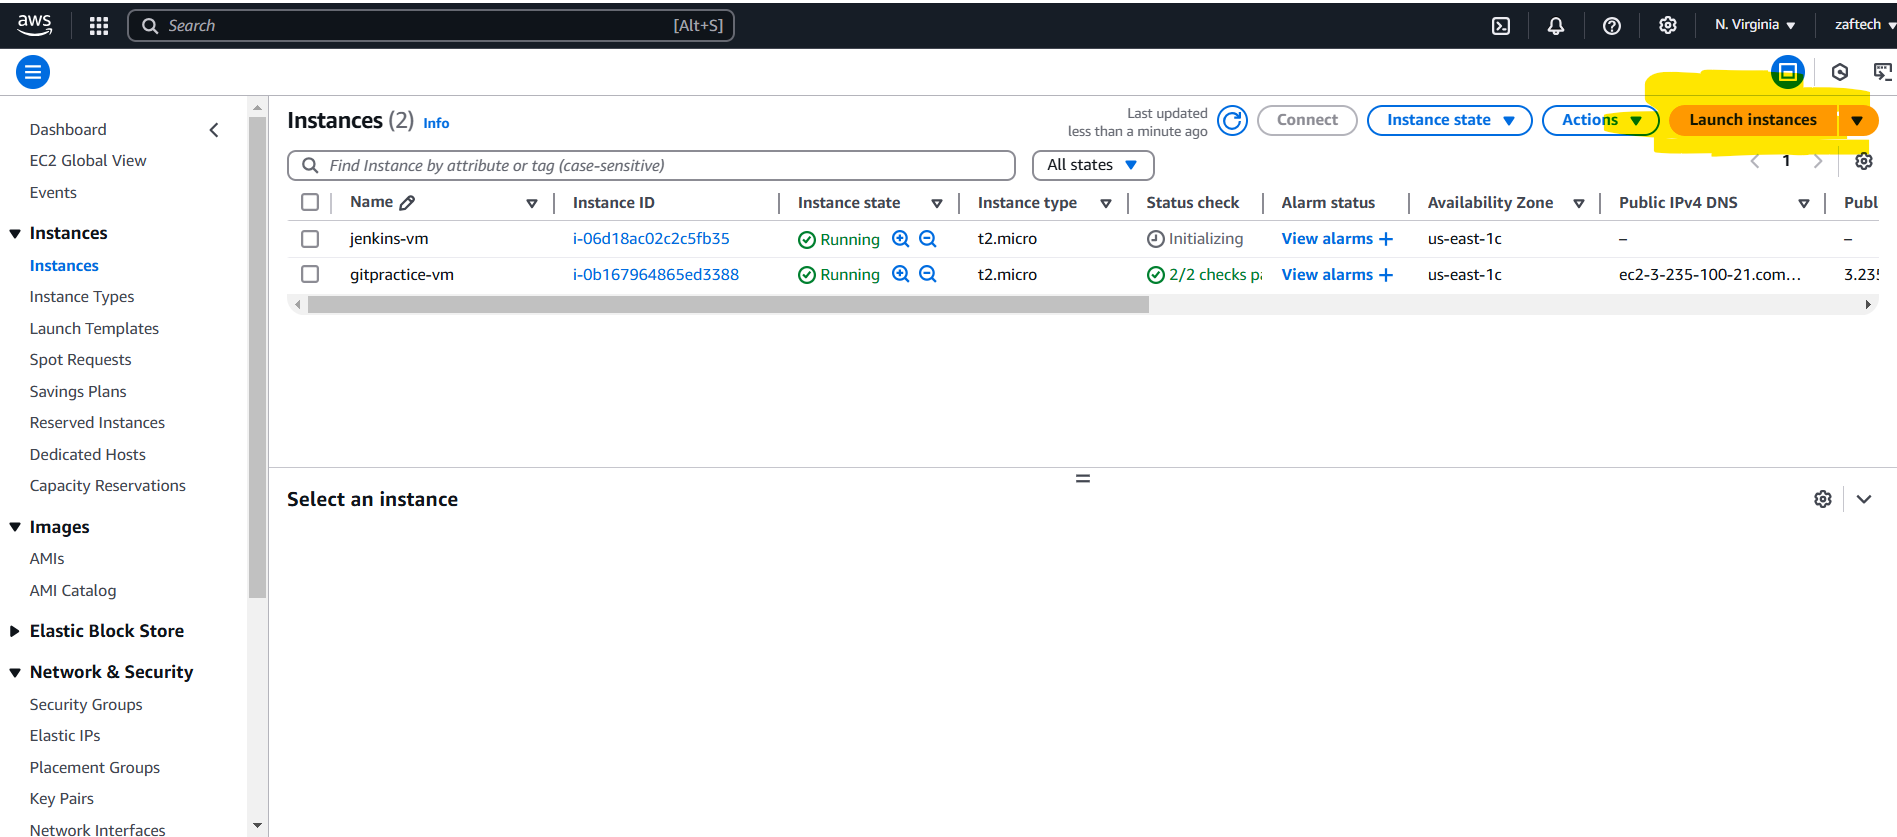 aws Search [Alt+S] N. Virginia zaftech
Dashboard
EC2 Global View
Events
Instances
Instances
Instance Types
Launch Templates
Spot Requests
Savings Plans
Reserved Instances
Dedicated Hosts
Capacity Reservations
Images
AMIs
AMI Catalog
Elastic Block Store
Network & Security
Security Groups
Elastic IPs
Placement Groups
Key Pairs
Network Interfaces
Instances (2) Info
Last updated
less than a minute ago
Connect Instance state Actions Launch instances
Find Instance by attribute or tag (case-sensitive) All states 1
Name Instance ID Instance state Instance type Status check Alarm status Availability Zone Public IPv4 DNS Publ
jenkins-vm i-06d18ac02c2c5fb35 Running t2.micro Initializing View alarms + us-east-1c – –
gitpractice-vm i-0b167964865ed3388 Running t2.micro 2/2 checks pa View alarms + us-east-1c ec2-3-235-100-21.com... 3.235
Select an instance